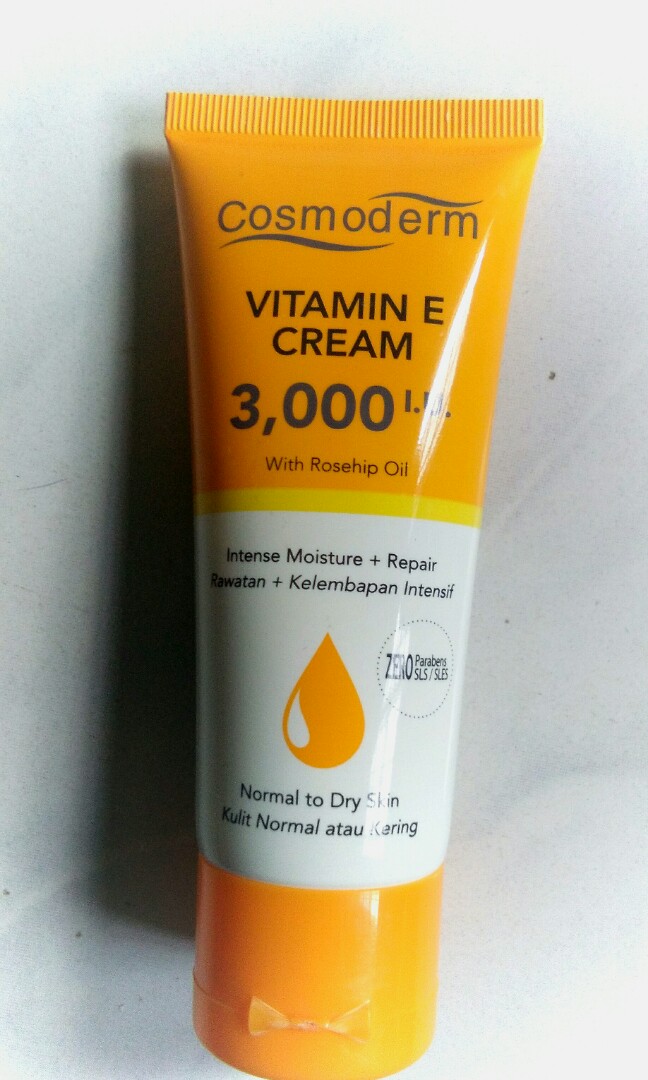 Cosmoderm
VITAMIN E
CREAM
3,000 I.U.
With Rosehip Oil
Intense Moisture + Repair
Rawatan + Kelembapan Intensif
ZERO Parabens
SLS / SLES
Normal to Dry Skin
Kulit Normal atau Kering